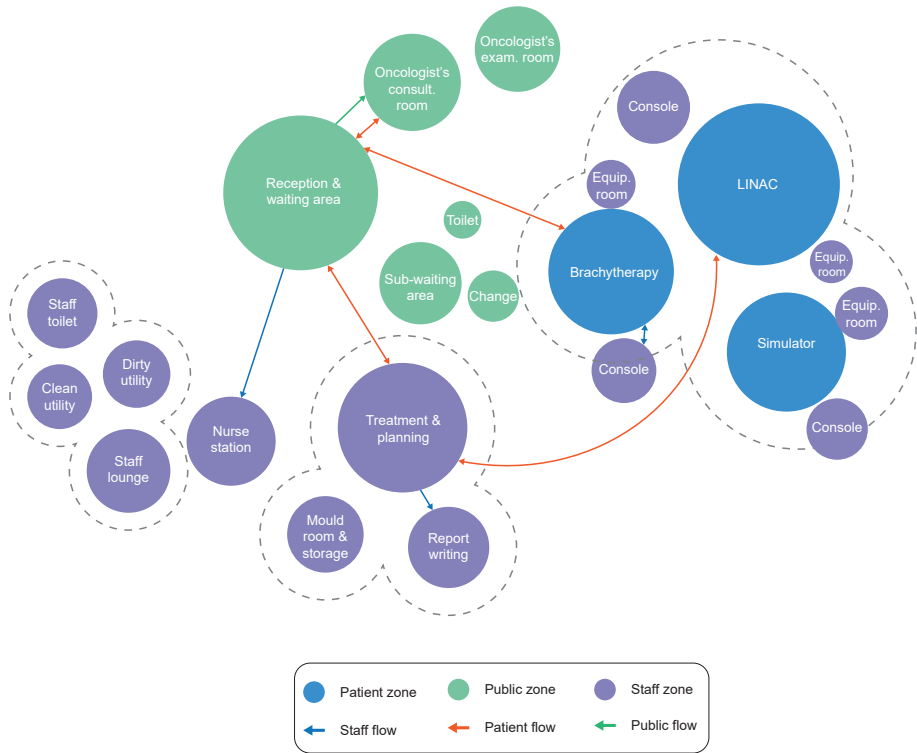 Oncologist's
exam. room
Oncologist's
consult.
room
Console
Reception &
waiting area
Equip.
room
LINAC
Toilet
Brachytherapy
Equip.
room
Sub-waiting
area
Change
Equip.
room
Staff
toilet
Simulator
Dirty
utility
Clean
utility
Console
Treatment &
planning
Nurse
station
Console
Staff
lounge
Mould
room &
storage
Report
writing
Patient zone
Public zone
Staff zone
Staff flow
Patient flow
Public flow